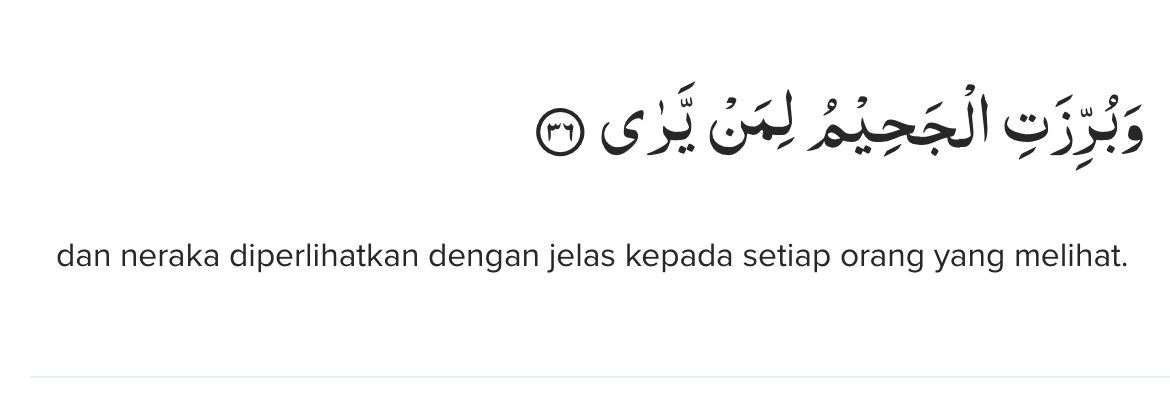 وَبُرِّزَتِ الْجَحِيْمُ لِمَنْ يَّرٰى ٣٦
dan neraka diperlihatkan dengan jelas kepada setiap orang yang melihat.